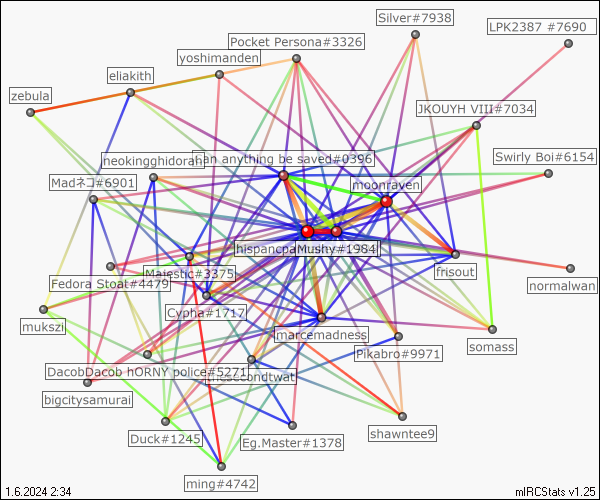 Silver#7938
LPK2387 #7690
Pocket Persona#3326
yoshimanden
eliakith
zebula
JKOUYH VIII#7034
Swirly Boi#6154
neokingghidorah
han anything be saved#0396
Madネコ#6901
moonraven
hispanopa
Mushy#1984
Majestic#3375
frisout
Fedora Stoat#4479
normalwan
Cypha#1717
mukszi
marcemadness
somass
Pikabro#9971
DacobDacob hORNY police#5271
thesecondtwat
bigcitysamurai
shawntee9
Duck#1245
Eg.Master#1378
ming#4742
1.6.2024 2:34
mIRCStats v1.25